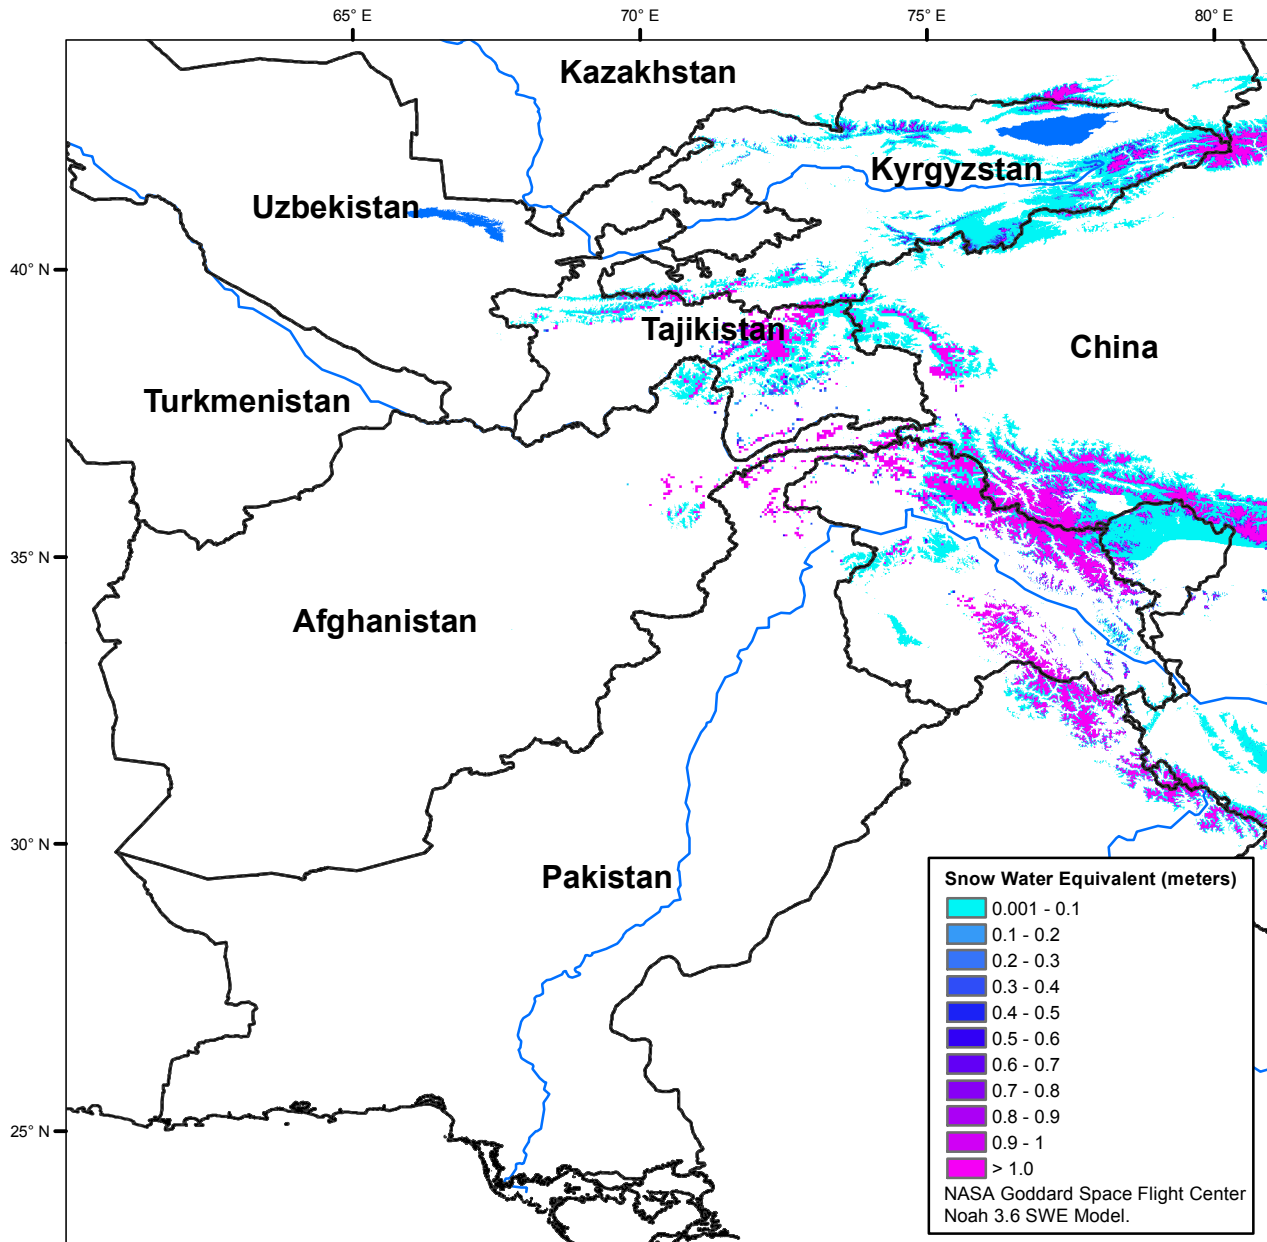 65° E
70° E
75° E
80° E
Kazakhstan
Kyrgyzstan
Uzbekistan
40° N
Tajikistan
China
Turkmenistan
35° N
Afghanistan
30° N
Pakistan
25° N
Snow Water Equivalent (meters)
0.001 - 0.1
0.1 - 0.2
0.2 - 0.3
0.3 - 0.4
0.4 - 0.5
0.5 - 0.6
0.6 - 0.7
0.7 - 0.8
0.8 - 0.9
0.9 - 1
> 1.0
NASA Goddard Space Flight Center
Noah 3.6 SWE Model.